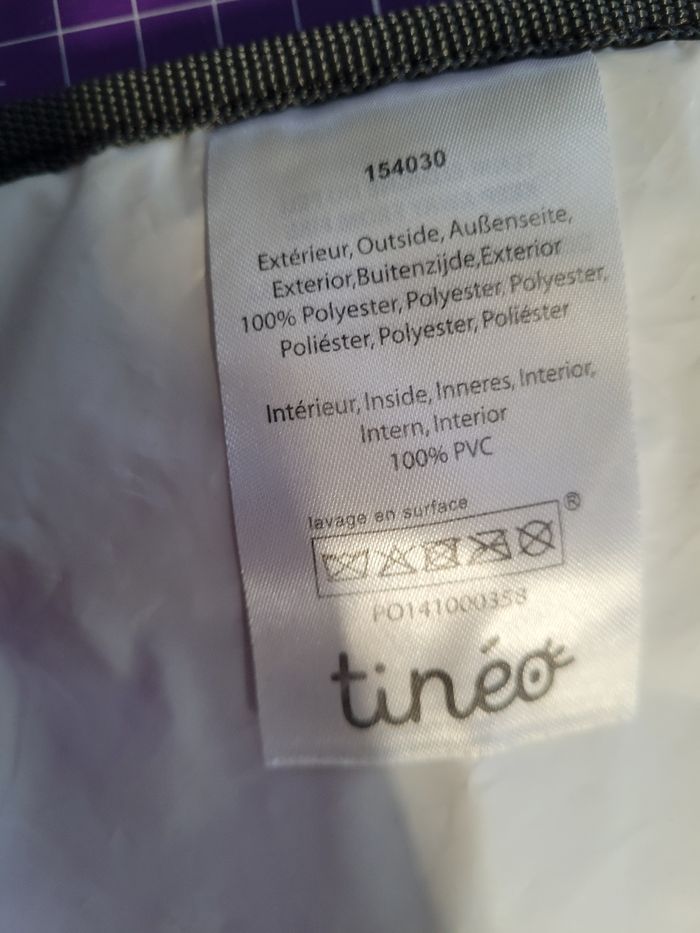 154030
Extérieur, Outside, Außenseite,
Exterior,Buitenzijde,Exterior
100% Polyester, Polyester, Polyester, Polyester,
Poliéster, Polyester, Poliéster
Intérieur, Inside, Inneres, Interior,
Intern, Interior
100% PVC
lavage en surface
®
PO141000358
tinéo